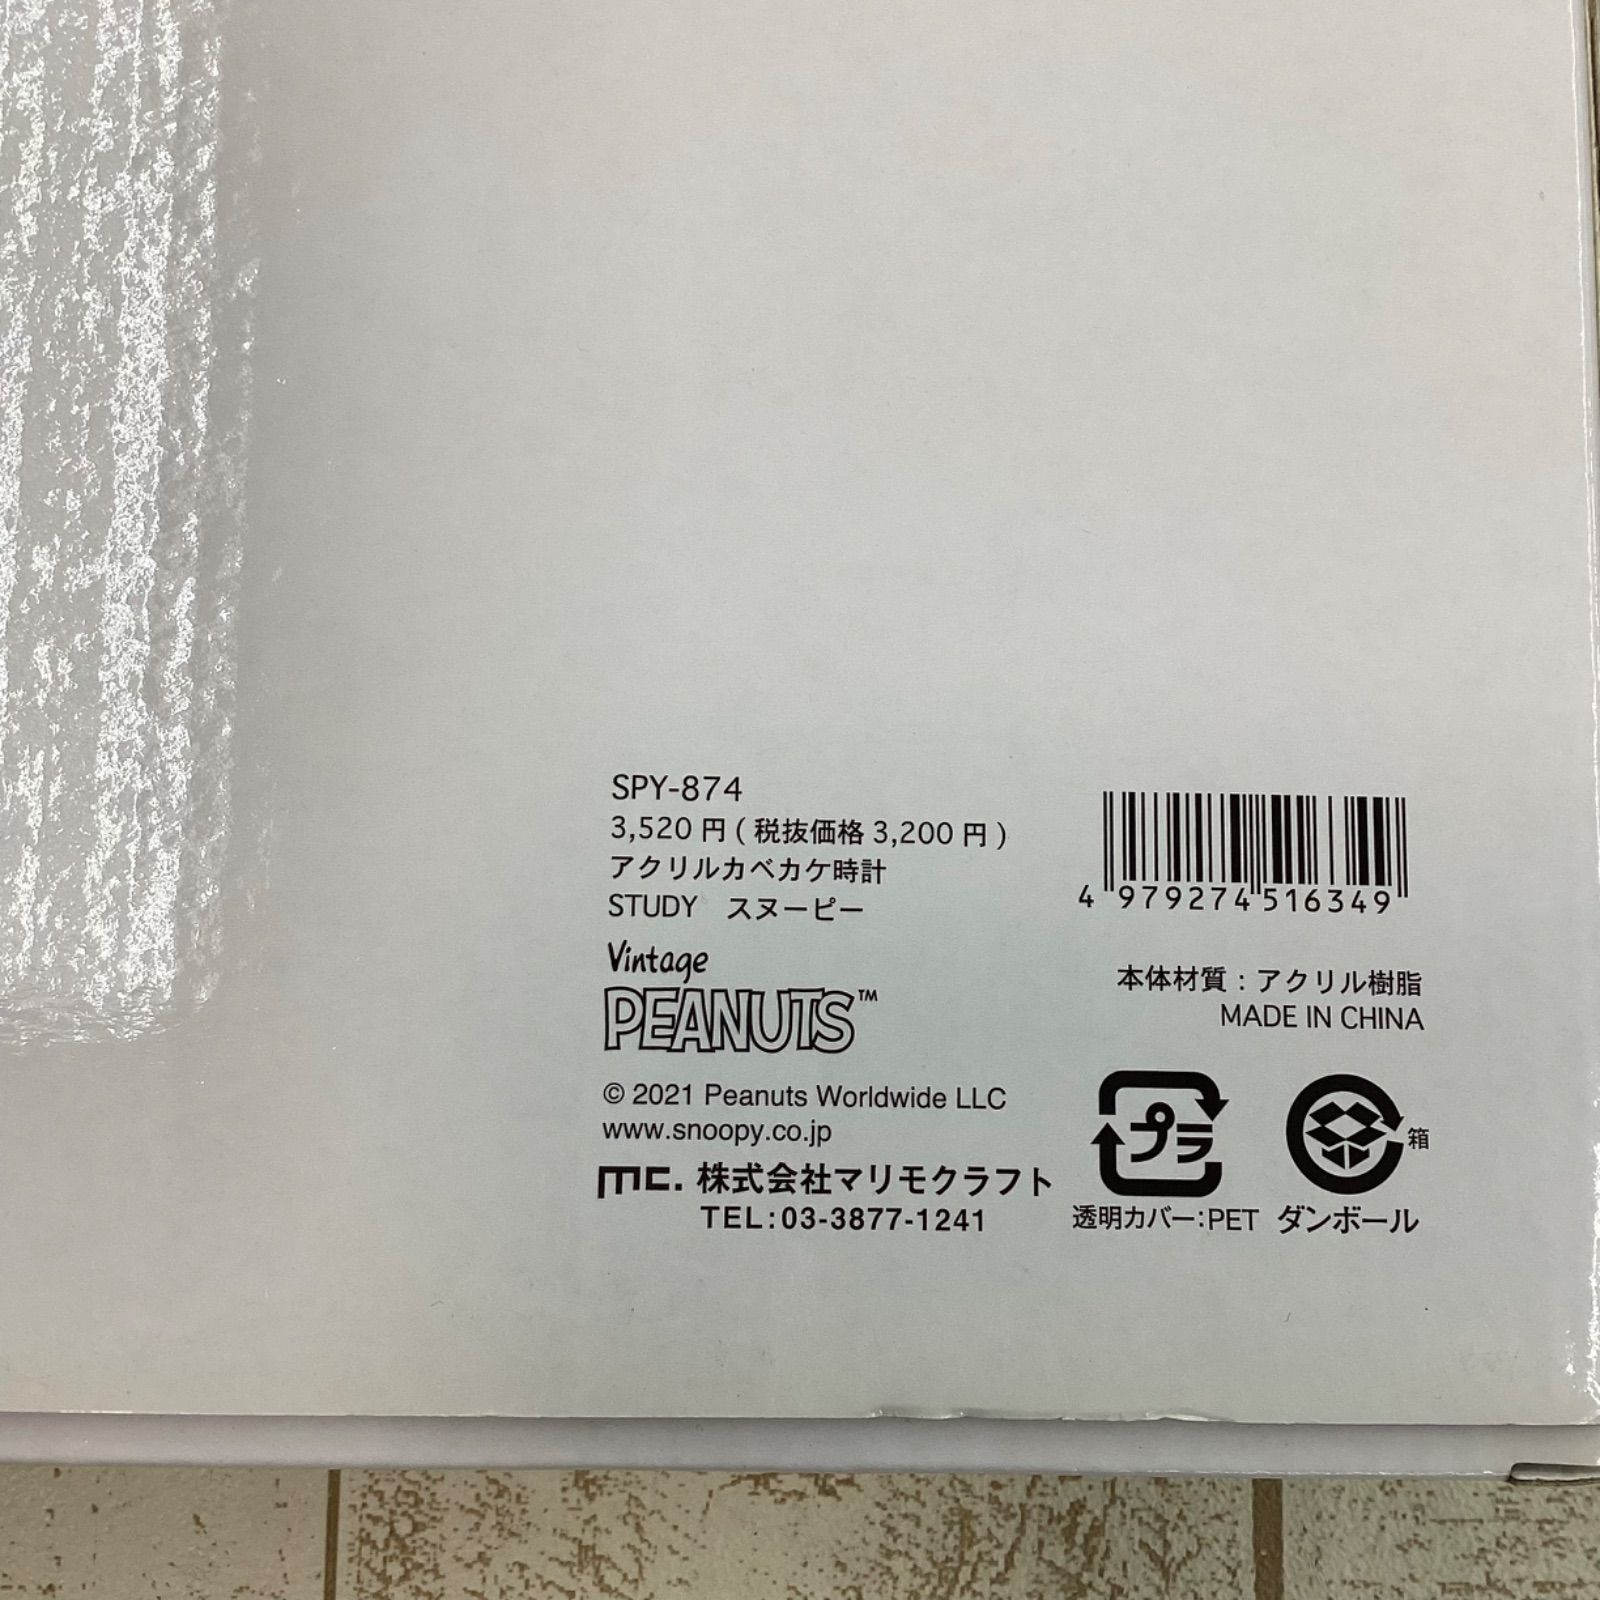 SPY-874
3,520 円 ( 税抜価格 3,200 円 )
アクリルカベカケ時計
STUDY スヌーピー
Vintage
PEANUTS™
© 2021 Peanuts Worldwide LLC
www.snoopy.co.jp
mc. 株式会社マリモクラフト
TEL:03-3877-1241
4 979274 516349
本体材質：アクリル樹脂
MADE IN CHINA
プラ
箱
透明カバー:PET
ダンボール